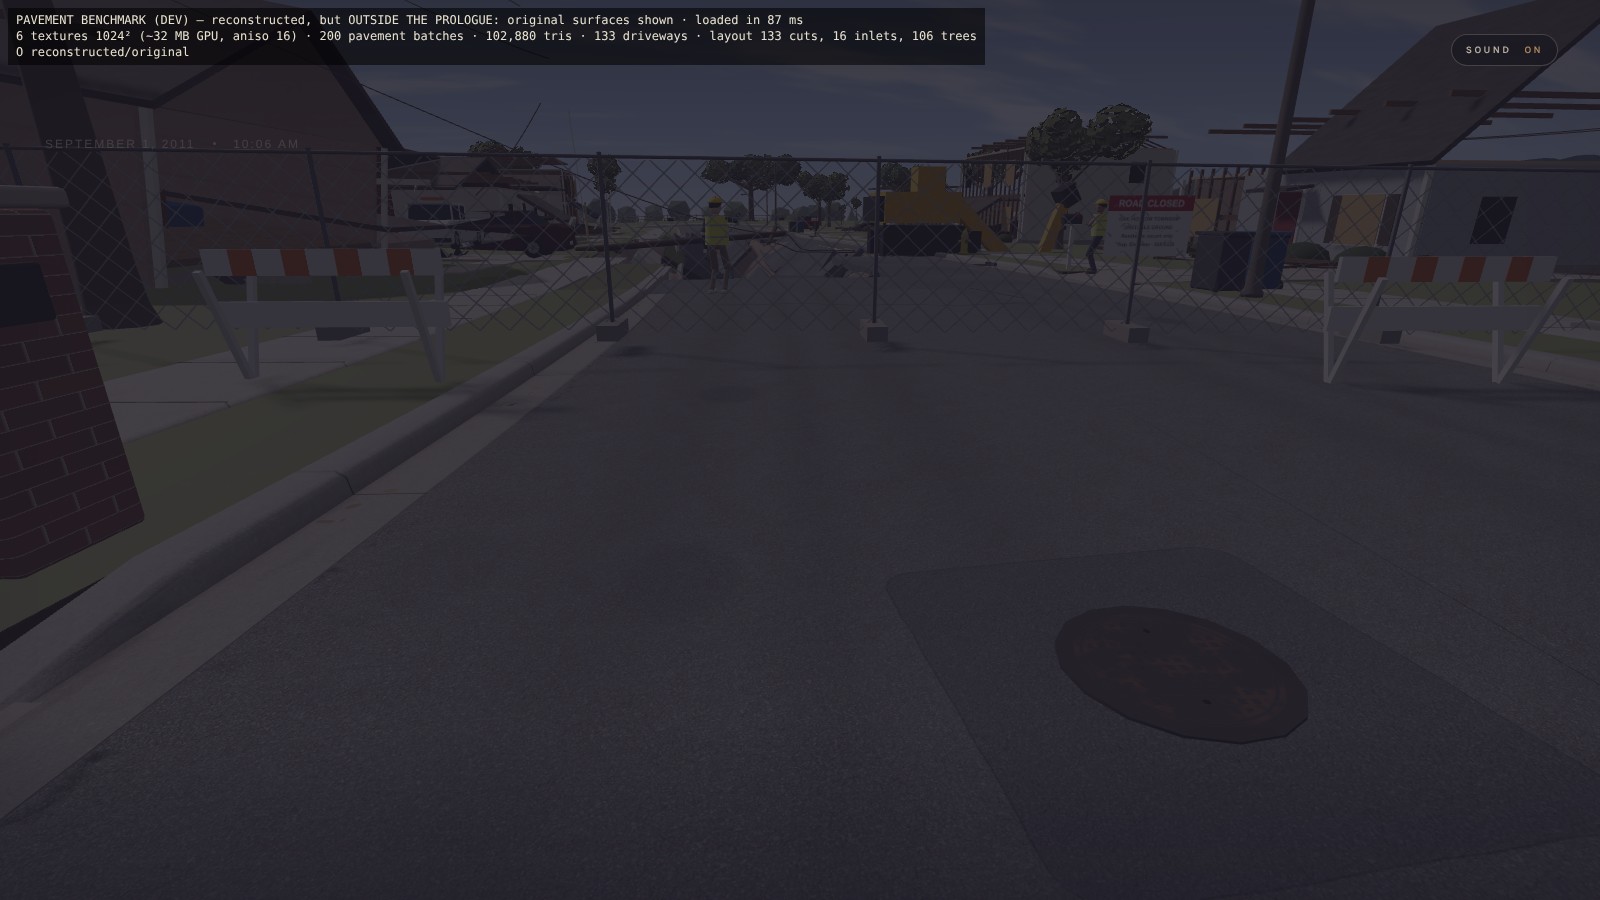 PAVEMENT BENCHMARK (DEV) — reconstructed, but OUTSIDE THE PROLOGUE: original surfaces shown · loaded in 87 ms
6 textures 1024² (~32 MB GPU, aniso 16) · 200 pavement batches · 102,880 tris · 133 driveways · layout 133 cuts, 16 inlets, 106 trees
O reconstructed/original
SOUND ON
SEPTEMBER 1, 2011 • 10:06 AM
ROAD CLOSED